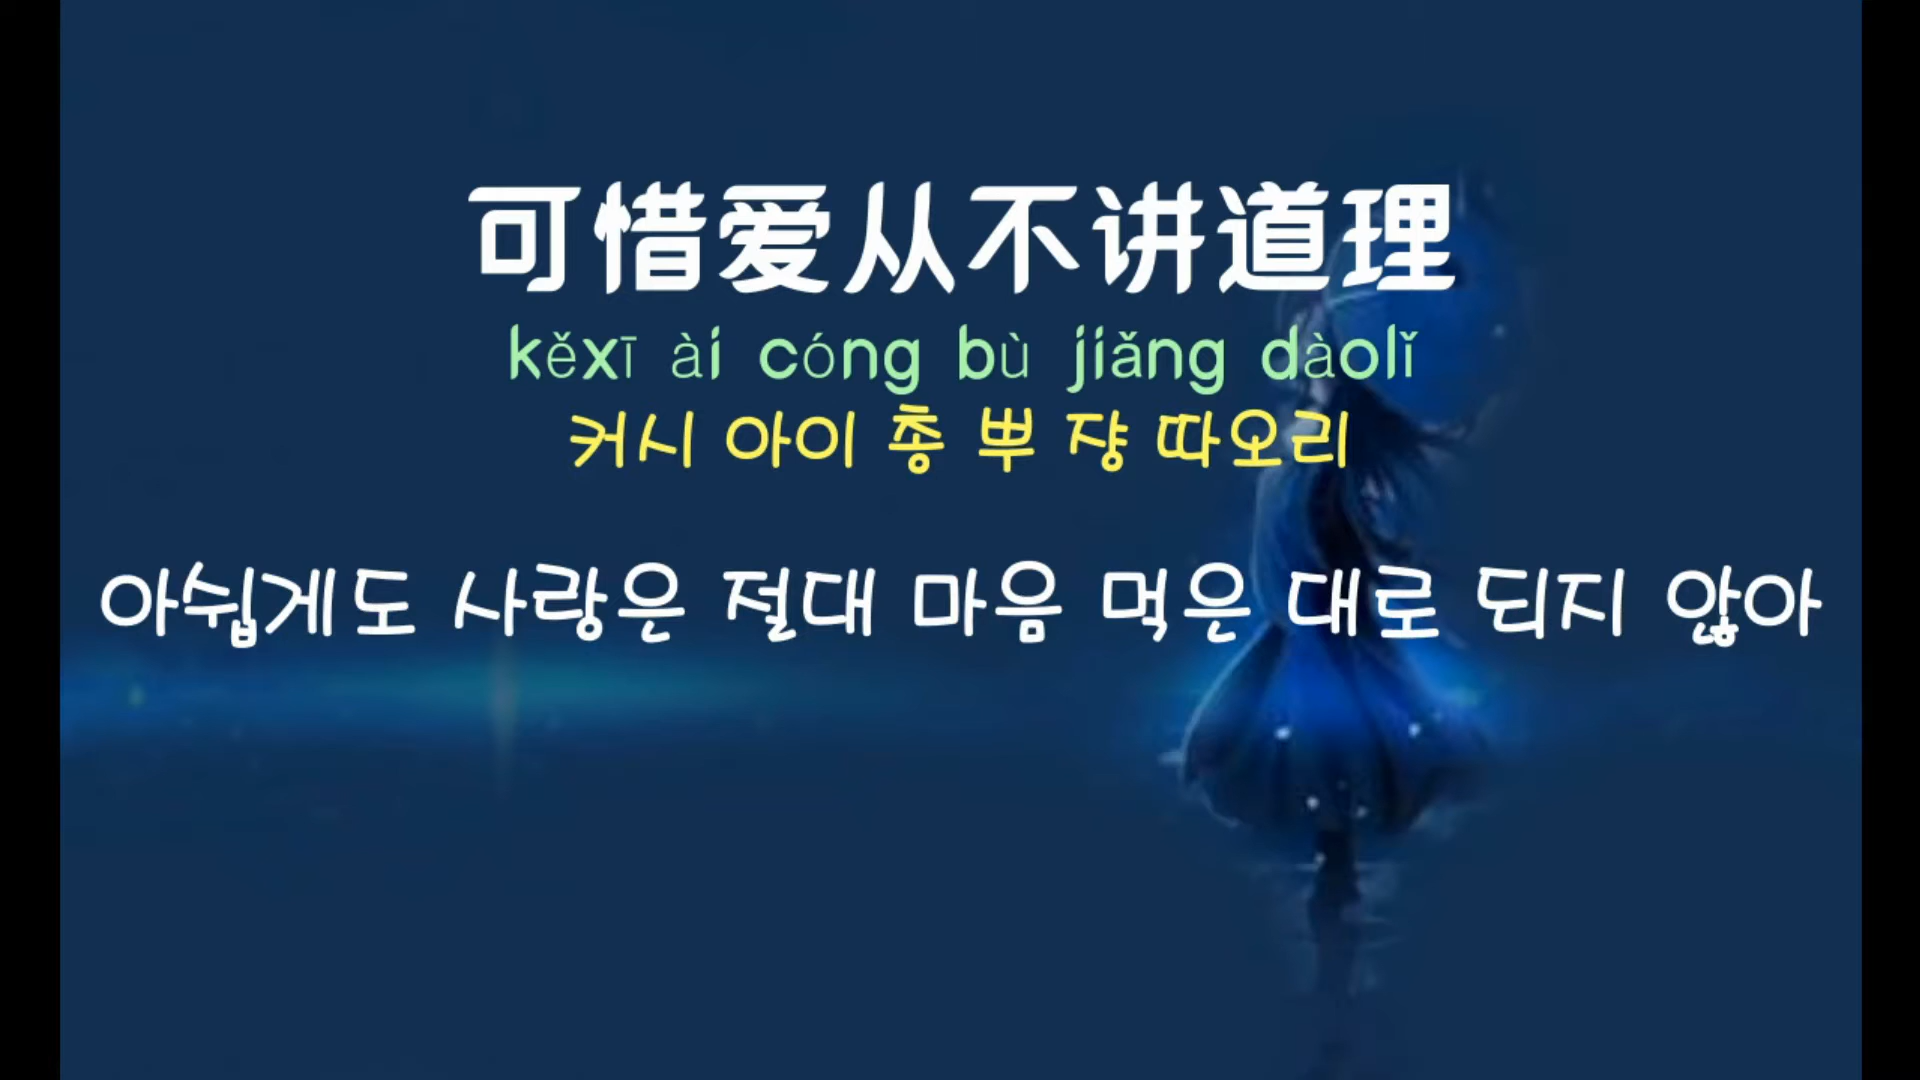 可惜爱从不讲道理
kěxī ài cóng bù jiǎng dàolǐ
커시 아이 총 뿌 쟝 따오리
아쉽게도 사랑은 절대 마음 먹은 대로 되지 않아